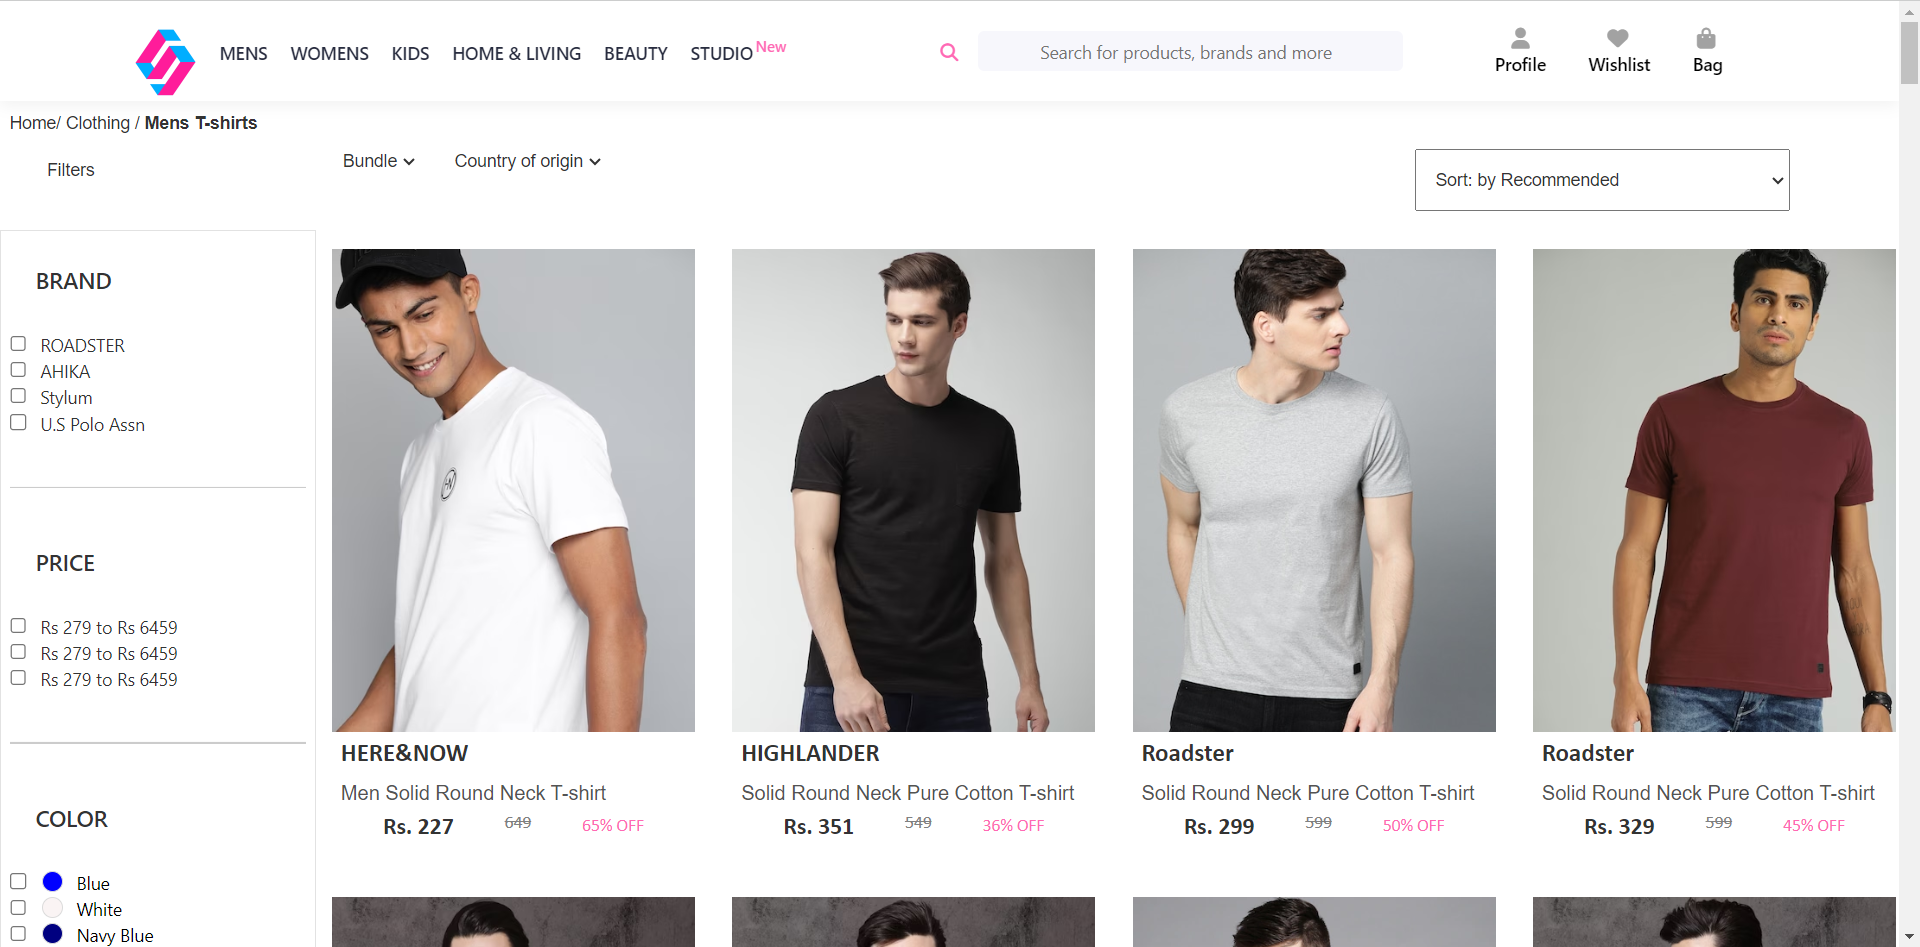 MENS WOMENS KIDS HOME & LIVING BEAUTY STUDIO New Search for products, brands and more Profile Wishlist Bag
Home/ Clothing / Mens T-shirts
Filters Bundle Country of origin Sort: by Recommended
BRAND
ROADSTER
AHIKA
Stylum
U.S Polo Assn
PRICE
Rs 279 to Rs 6459
Rs 279 to Rs 6459
Rs 279 to Rs 6459
COLOR
Blue
White
Navy Blue
HERE&NOW
Men Solid Round Neck T-shirt
Rs. 227 649 65% OFF
HIGHLANDER
Solid Round Neck Pure Cotton T-shirt
Rs. 351 549 36% OFF
Roadster
Solid Round Neck Pure Cotton T-shirt
Rs. 299 599 50% OFF
Roadster
Solid Round Neck Pure Cotton T-shirt
Rs. 329 599 45% OFF